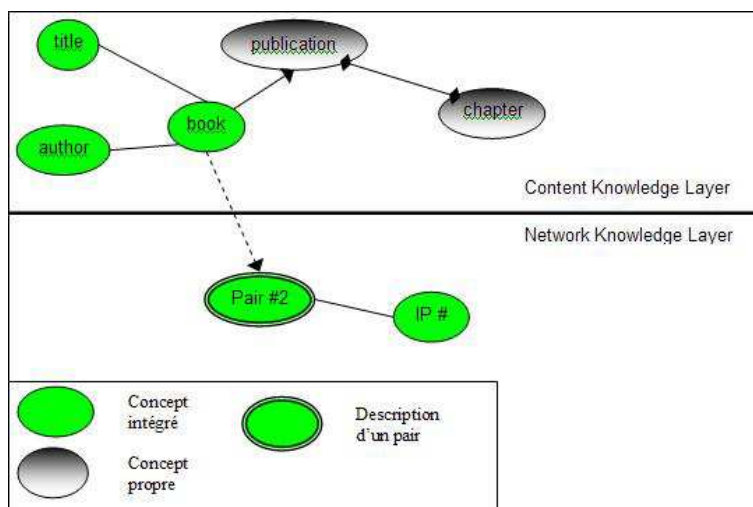 title
publication
book
chapter
author
Content Knowledge Layer
Network Knowledge Layer
Pair #2
IP #
Concept
intégré
Description
d'un pair
Concept
propre